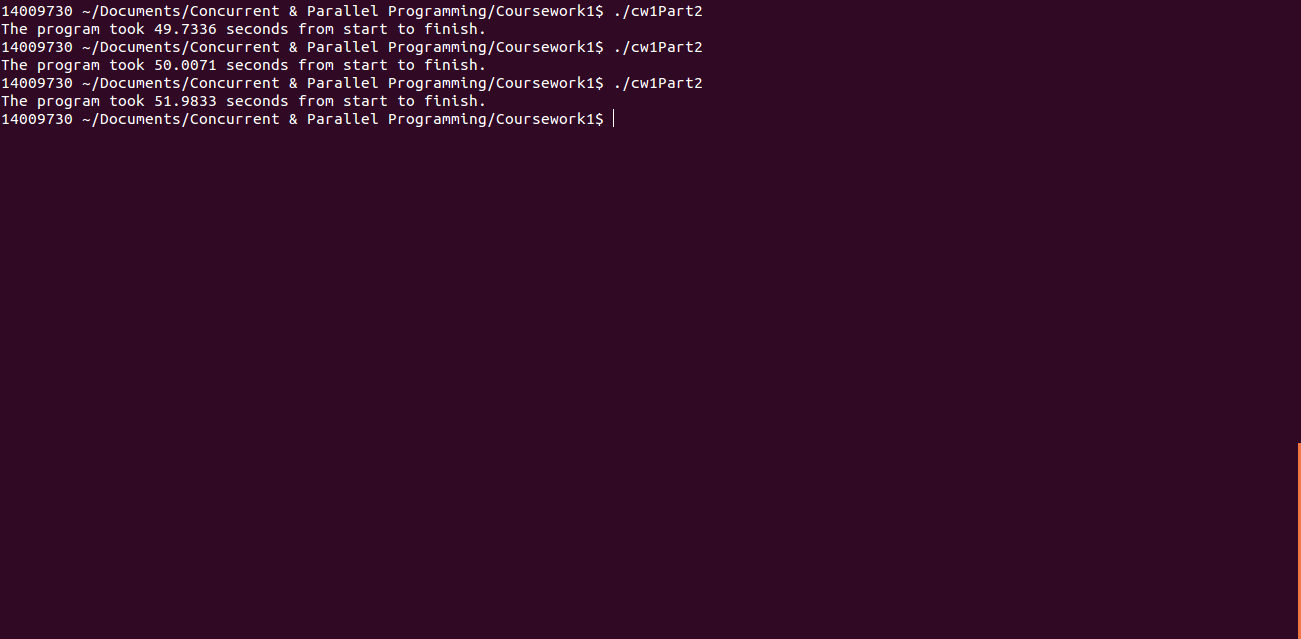 14009730 ~/Documents/Concurrent & Parallel Programming/Coursework1$ ./cw1Part2
The program took 49.7336 seconds from start to finish.
14009730 ~/Documents/Concurrent & Parallel Programming/Coursework1$ ./cw1Part2
The program took 50.0071 seconds from start to finish.
14009730 ~/Documents/Concurrent & Parallel Programming/Coursework1$ ./cw1Part2
The program took 51.9833 seconds from start to finish.
14009730 ~/Documents/Concurrent & Parallel Programming/Coursework1$